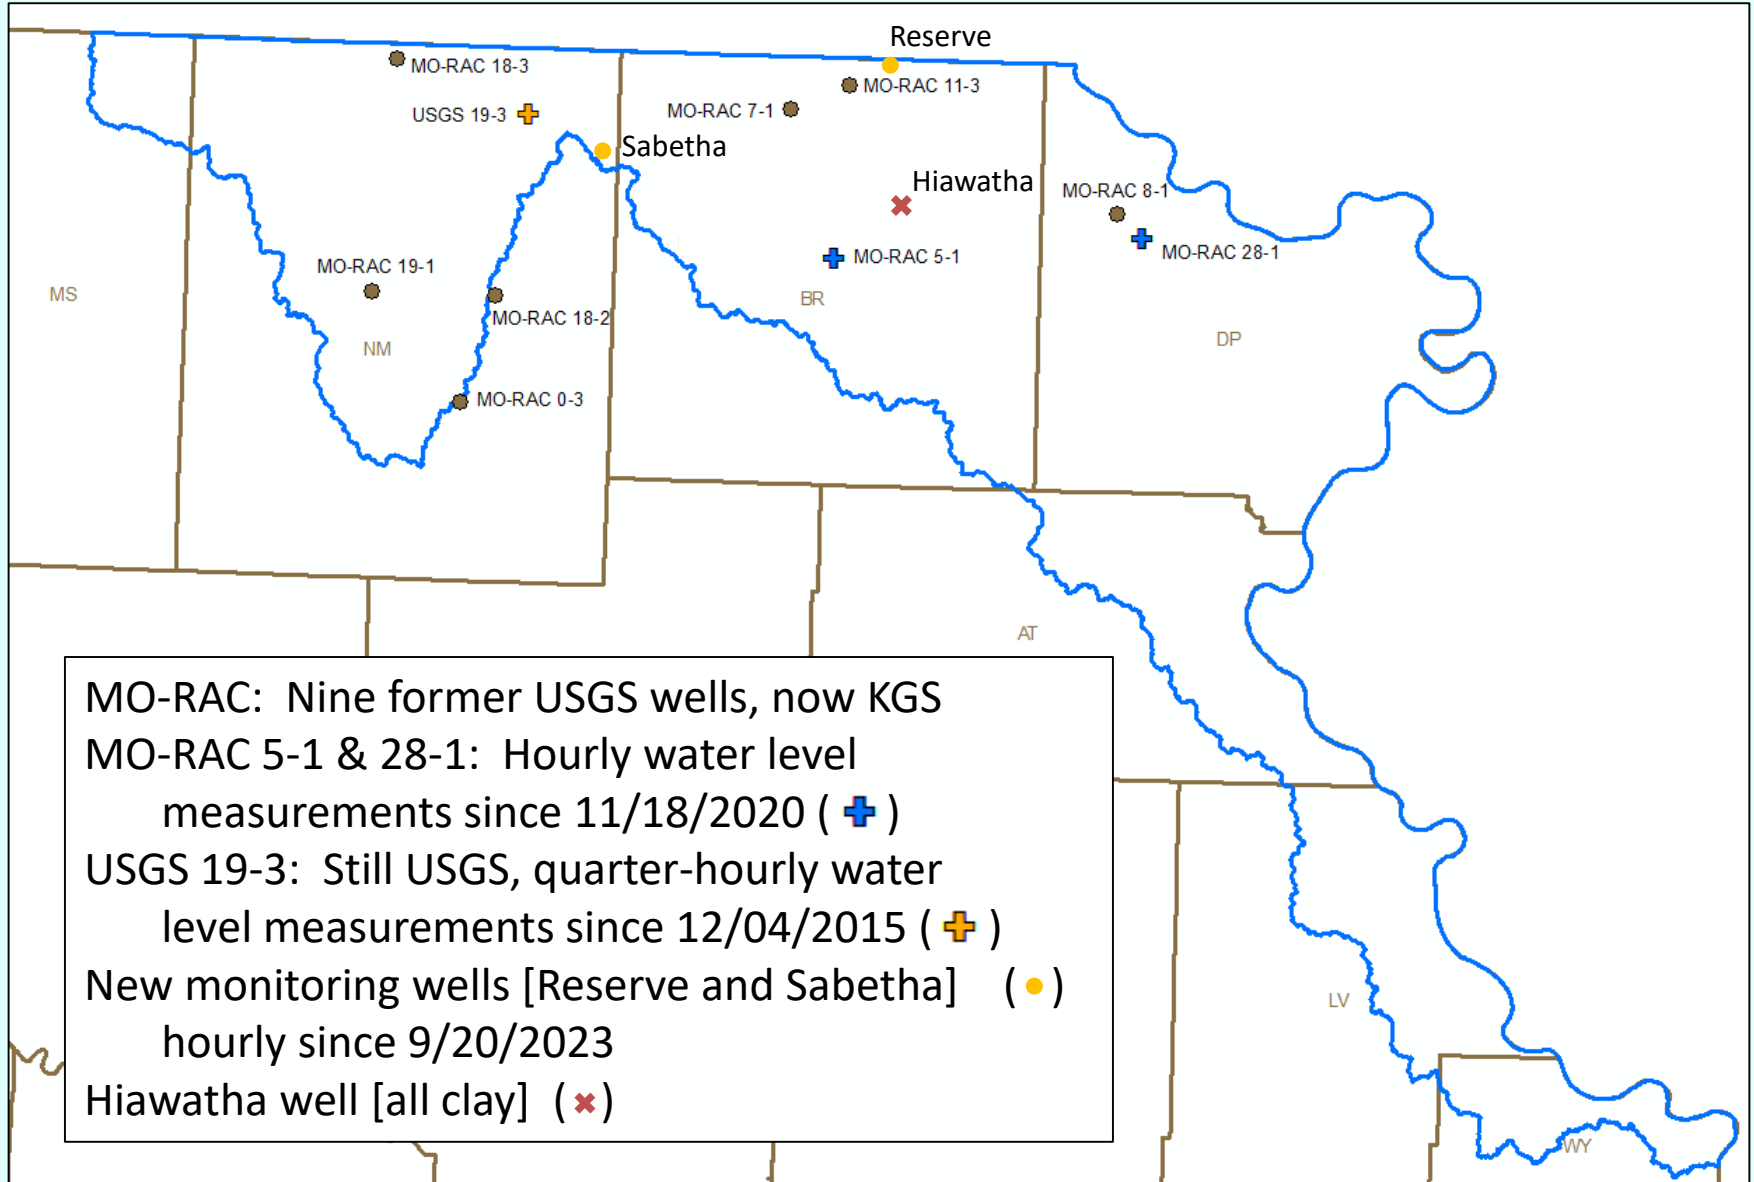 Reserve
MO-RAC 18-3
MO-RAC 11-3
USGS 19-3
MO-RAC 7-1
Sabetha
Hiawatha
MO-RAC 8-1
MO-RAC 28-1
MO-RAC 5-1
MO-RAC 19-1
MS
BR
MO-RAC 18-2
DP
NM
MO-RAC 0-3
AT
MO-RAC: Nine former USGS wells, now KGS
MO-RAC 5-1 & 28-1: Hourly water level
measurements since 11/18/2020 ( )
USGS 19-3: Still USGS, quarter-hourly water
level measurements since 12/04/2015 ( )
New monitoring wells [Reserve and Sabetha] ( )
hourly since 9/20/2023
Hiawatha well [all clay] ( )
LV
WY